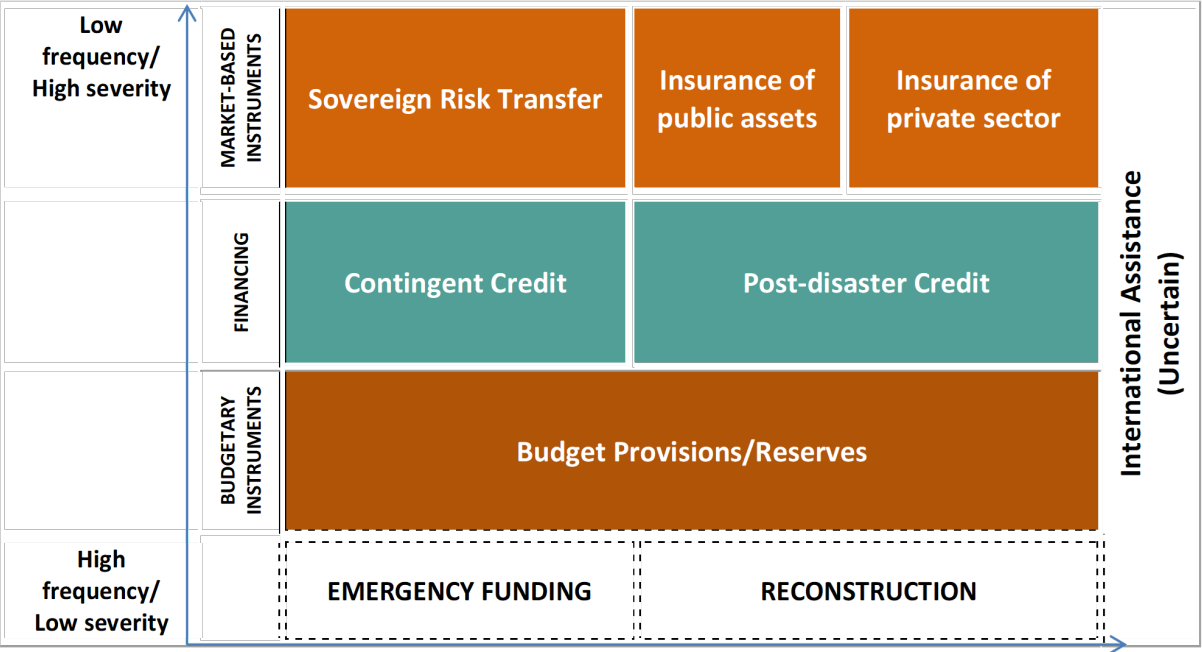 Low
frequency/
High severity
MARKET-BASED
INSTRUMENTS
Sovereign Risk Transfer
Insurance of
public assets
Insurance of
private sector
FINANCING
Contingent Credit
Post-disaster Credit
BUDGETARY
INSTRUMENTS
Budget Provisions/Reserves
International Assistance
(Uncertain)
High
frequency/
Low severity
EMERGENCY FUNDING
RECONSTRUCTION